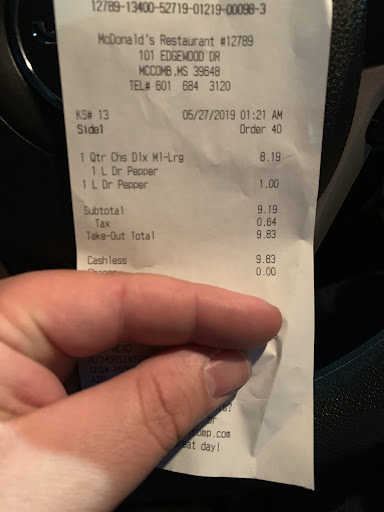 12789-13400-52719-01219-00098-3
McDonald's Restaurant #12789
101 EDGEWOOD DR
MCCOMB,MS 39648
TEL# 601 684 3120
KS# 13 05/27/2019 01:21 AM
Side1 Order 40
1 Qtr Chs Dlx Ml-Lrg 8.19
1 L Dr Pepper
1 L Dr Pepper 1.00
Subtotal 9.19
Tax 0.64
Take-Out Total 9.83
Cashless 9.83
Change 0.00